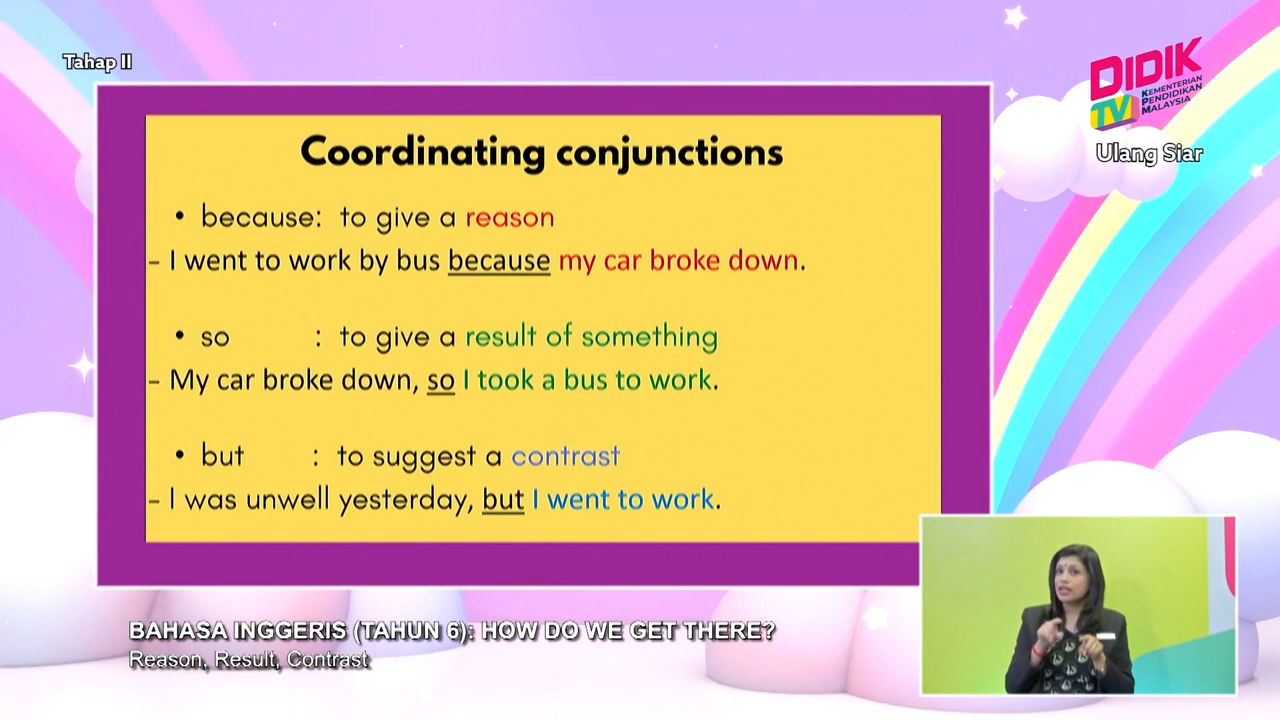 Tahap II
DIDIK
TV
KEMENTERIAN
PENDIDIKAN
MALAYSIA
Ulang Siar
Coordinating conjunctions
• because: to give a reason
– I went to work by bus because my car broke down.
• so : to give a result of something
– My car broke down, so I took a bus to work.
• but : to suggest a contrast
– I was unwell yesterday, but I went to work.
BAHASA INGGERIS (TAHUN 6): HOW DO WE GET THERE?
Reason, Result, Contrast